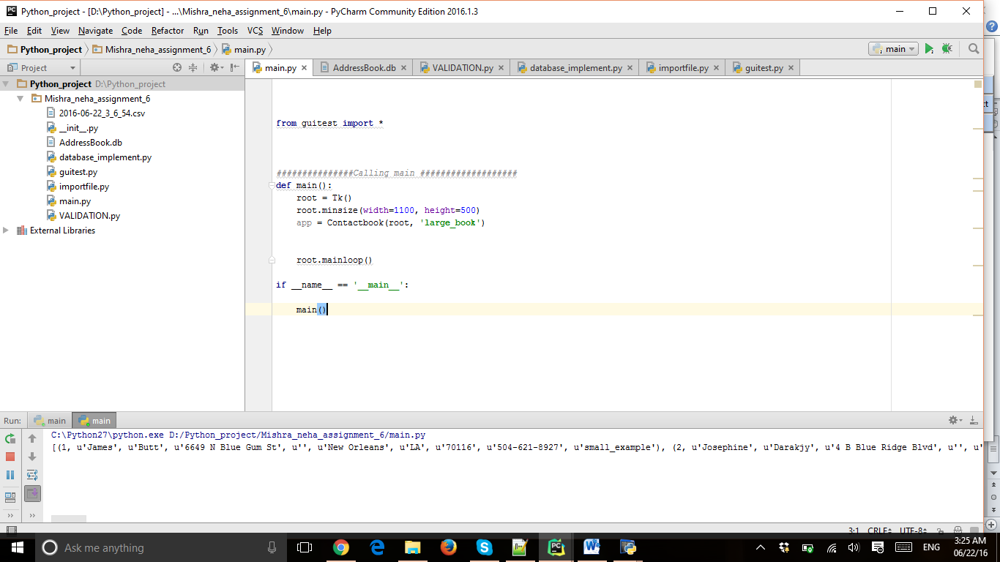 Python_project - [D:\Python_project] - ...\Mishra_neha_assignment_6\main.py - PyCharm Community Edition 2016.1.3
File Edit View Navigate Code Refactor Run Tools VCS Window Help
Python_project Mishra_neha_assignment_6 main.py main
Project main.py AddressBook.db VALIDATION.py database_implement.py importfile.py guitest.py
Python_project D:\Python_project
Mishra_neha_assignment_6
2016-06-22_3_6_54.csv
__init__.py
AddressBook.db
database_implement.py
guitest.py
importfile.py
main.py
VALIDATION.py
External Libraries
from guitest import *
###############Calling main ###################
def main():
    root = Tk()
    root.minsize(width=1100, height=500)
    app = Contactbook(root, 'large_book')
    root.mainloop()
if __name__ == '__main__':
    main()
Run: main main
C:\Python27\python.exe D:/Python_project/Mishra_neha_assignment_6/main.py
[(1, u'James', u'Butt', u'6649 N Blue Gum St', u'', u'New Orleans', u'LA', u'70116', u'504-621-8927', u'small_example'), (2, u'Josephine', u'Darakjy', u'4 B Blue Ridge Blvd', u'', u'
3:1 CRLF UTF-8
Ask me anything
ENG
3:25 AM
06/22/16